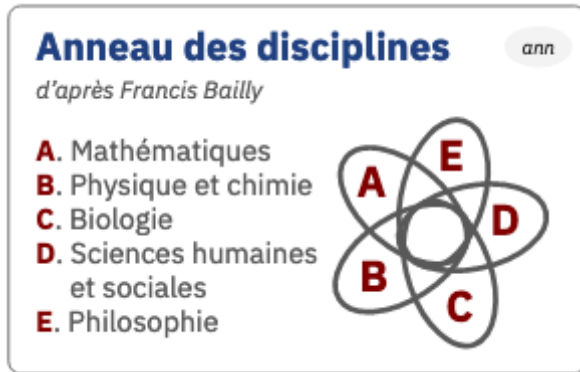 Anneau des disciplines
ann
d’après Francis Bailly
A. Mathématiques
B. Physique et chimie
C. Biologie
D. Sciences humaines
et sociales
E. Philosophie
E
A
D
B
C